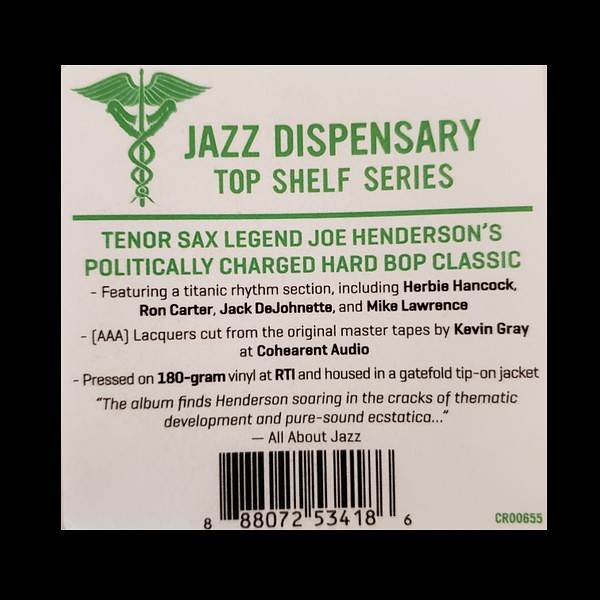 JAZZ DISPENSARY
TOP SHELF SERIES
TENOR SAX LEGEND JOE HENDERSON'S
POLITICALLY CHARGED HARD BOP CLASSIC
- Featuring a titanic rhythm section, including Herbie Hancock,
Ron Carter, Jack DeJohnette, and Mike Lawrence
- (AAA) Lacquers cut from the original master tapes by Kevin Gray
at Cohearent Audio
- Pressed on 180-gram vinyl at RTI and housed in a gatefold tip-on jacket
"The album finds Henderson soaring in the cracks of thematic
development and pure-sound ecstatica..."
— All About Jazz
8 88072 53418 6
CR00655